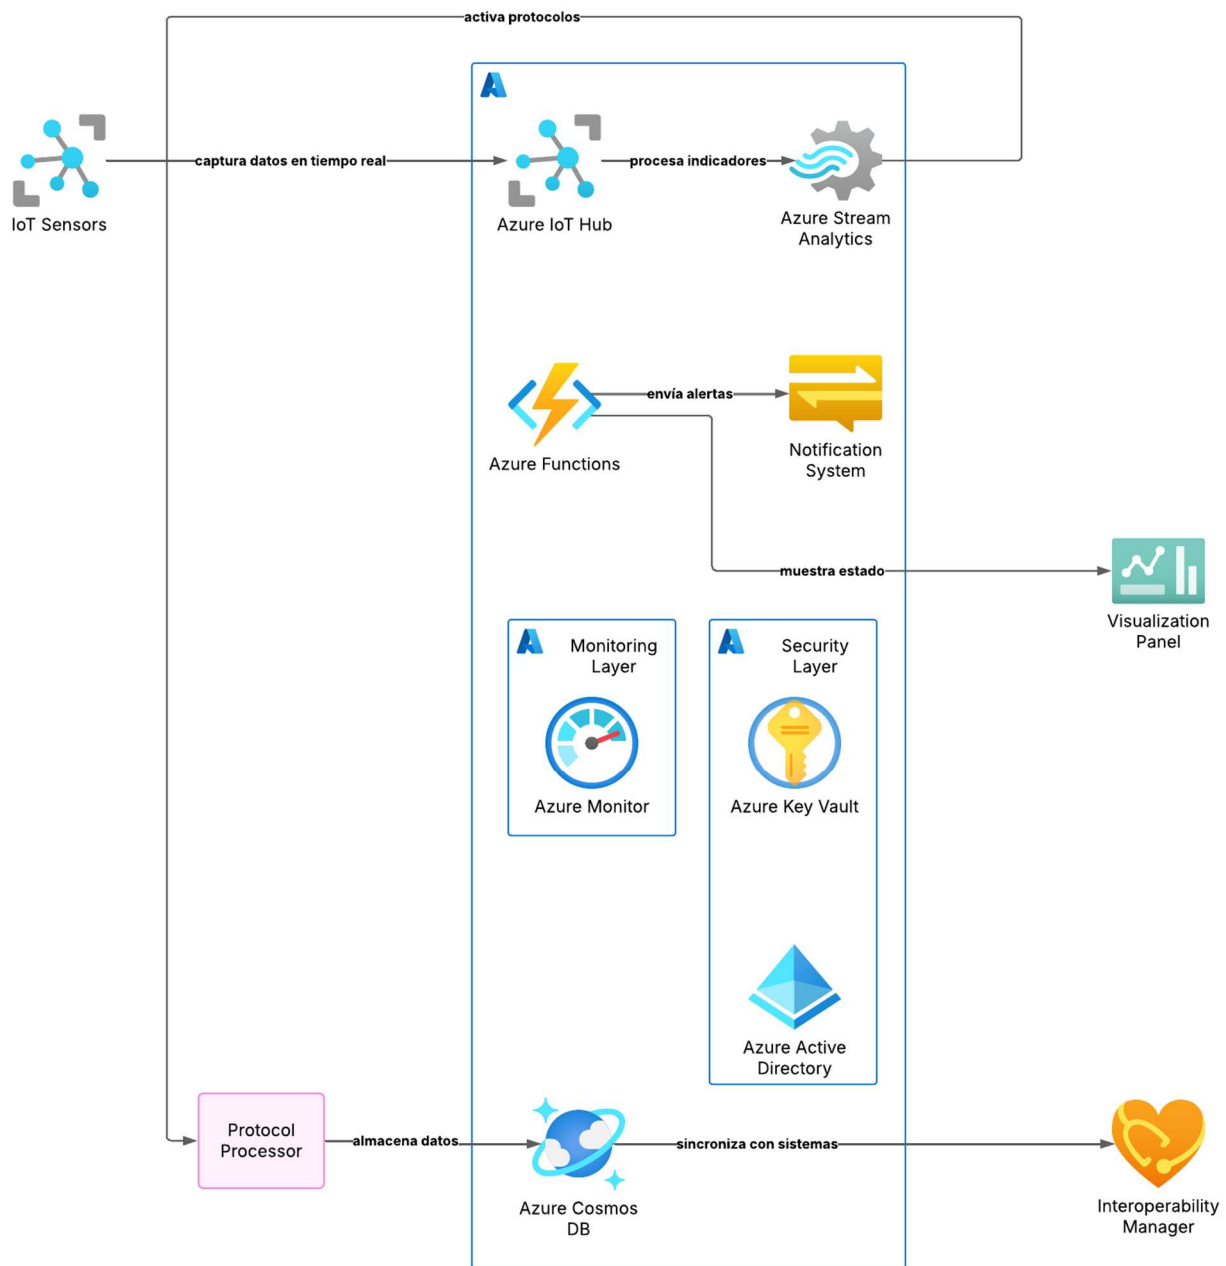 activa protocolos
captura datos en tiempo real
procesa indicadores
IoT Sensors
Azure IoT Hub
Azure Stream
Analytics
envía alertas
Azure Functions
Notification
System
muestra estado
Visualization
Panel
Monitoring
Layer
Security
Layer
Azure Monitor
Azure Key Vault
Azure Active
Directory
Protocol
Processor
almacena datos
sincroniza con sistemas
Azure Cosmos
DB
Interoperability
Manager